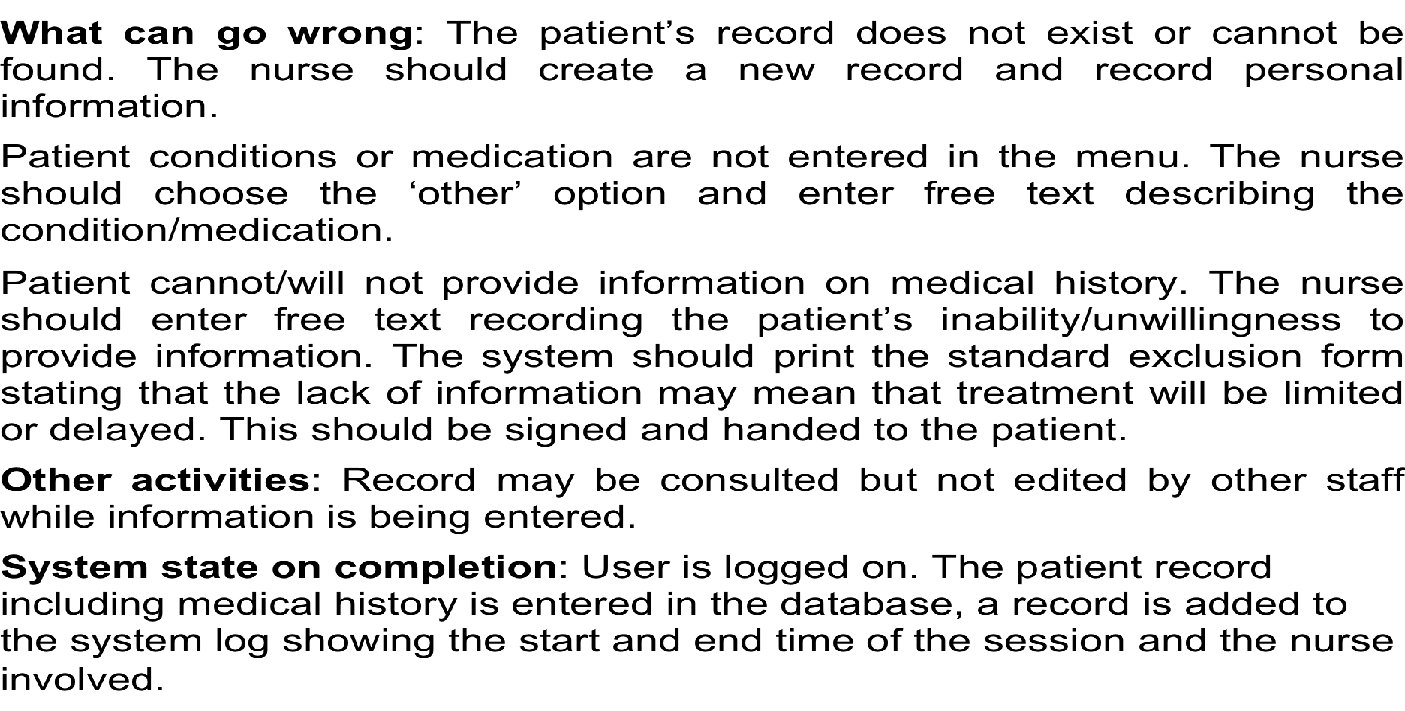 What can go wrong: The patient’s record does not exist or cannot be
found. The nurse should create a new record and record personal
information.
Patient conditions or medication are not entered in the menu. The nurse
should choose the ‘other’ option and enter free text describing the
condition/medication.
Patient cannot/will not provide information on medical history. The nurse
should enter free text recording the patient’s inability/unwillingness to
provide information. The system should print the standard exclusion form
stating that the lack of information may mean that treatment will be limited
or delayed. This should be signed and handed to the patient.
Other activities: Record may be consulted but not edited by other staff
while information is being entered.
System state on completion: User is logged on. The patient record
including medical history is entered in the database, a record is added to
the system log showing the start and end time of the session and the nurse
involved.